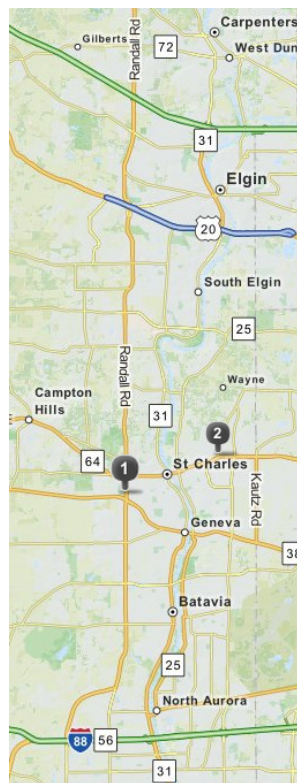 Carpenters
Gilberts
Randall Rd
72
West Dun
31
Elgin
20
South Elgin
25
Randall Rd
Wayne
Campton
Hills
31
2
64
1
St Charles
Kautz Rd
Geneva
38
Batavia
25
North Aurora
88
56
31